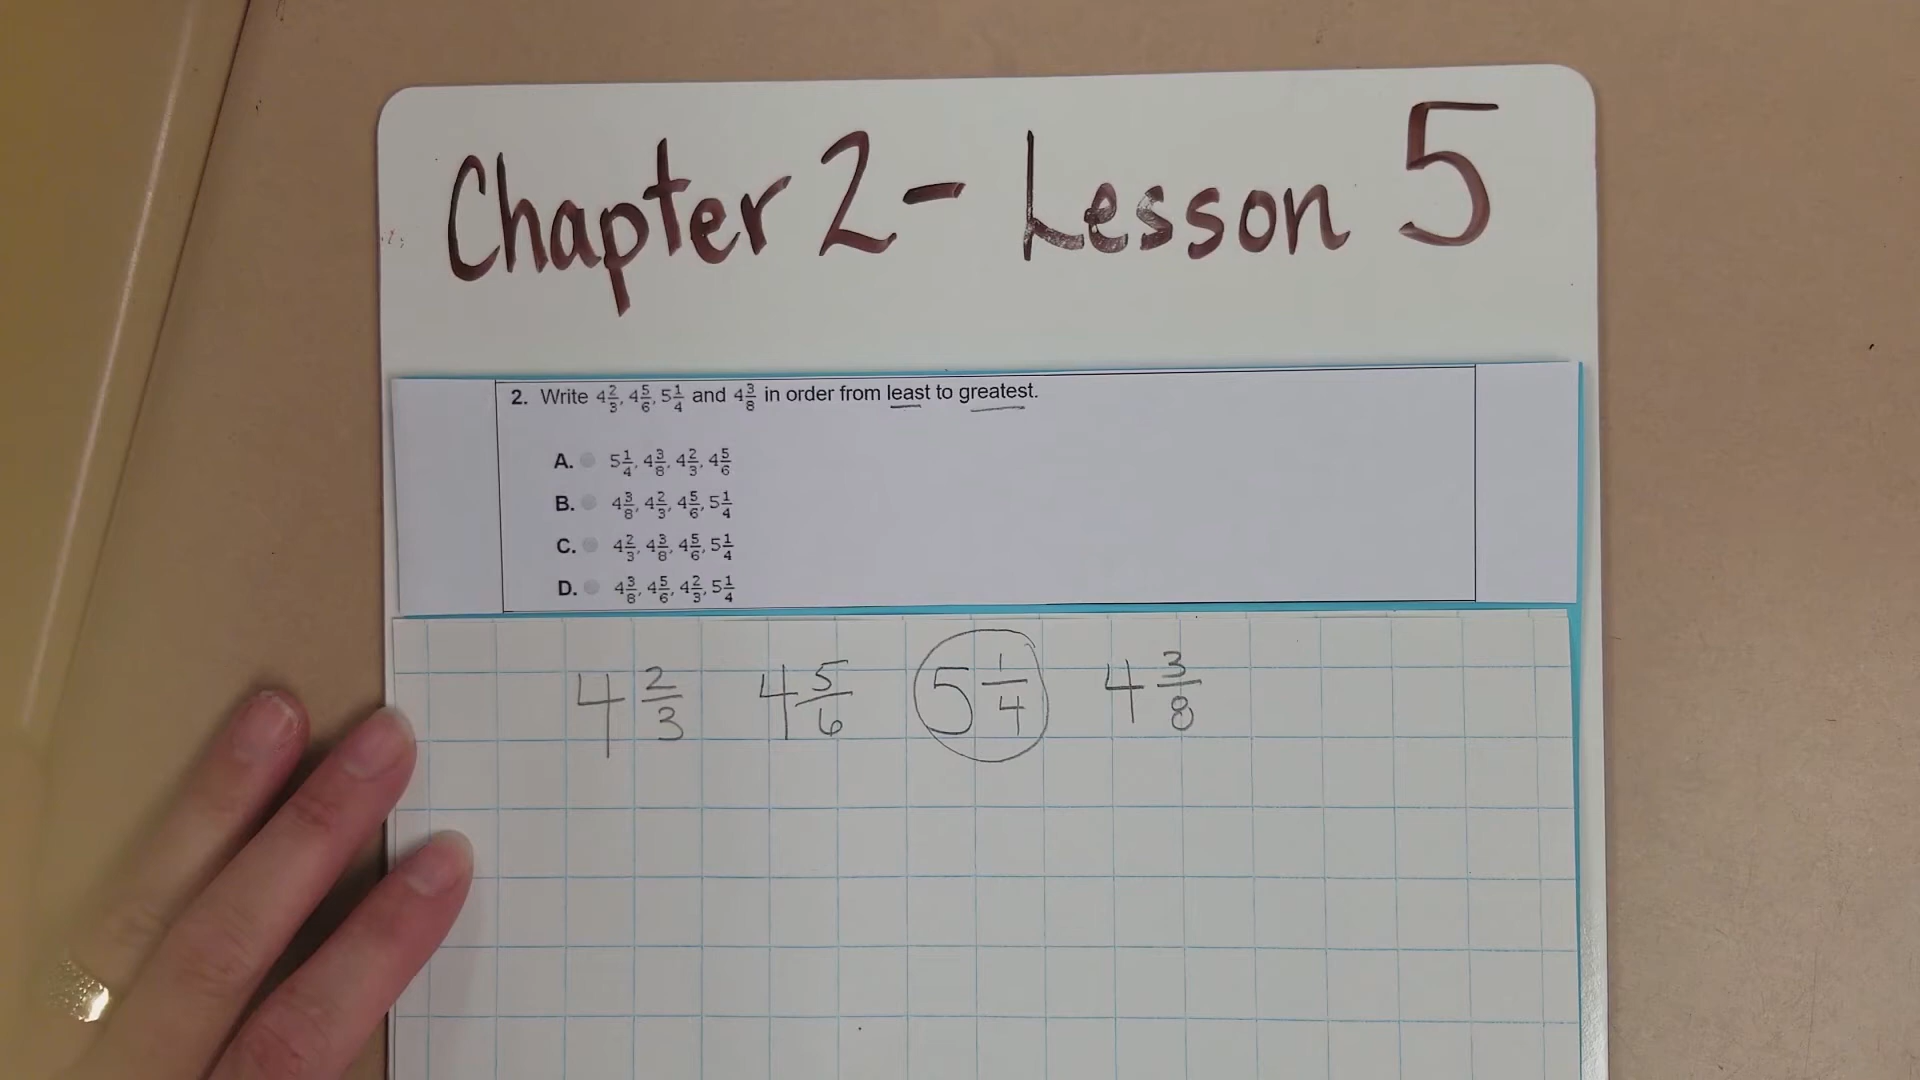 Chapter 2 - Lesson 5
2. Write 4 2/3, 4 5/6, 5 1/4 and 4 3/8 in order from least to greatest.
A. 5 1/4, 4 3/8, 4 2/3, 4 5/6
B. 4 3/8, 4 2/3, 4 5/6, 5 1/4
C. 4 2/3, 4 3/8, 4 5/6, 5 1/4
D. 4 3/8, 4 5/6, 4 2/3, 5 1/4
4 2/3 4 5/6 5 1/4 4 3/8